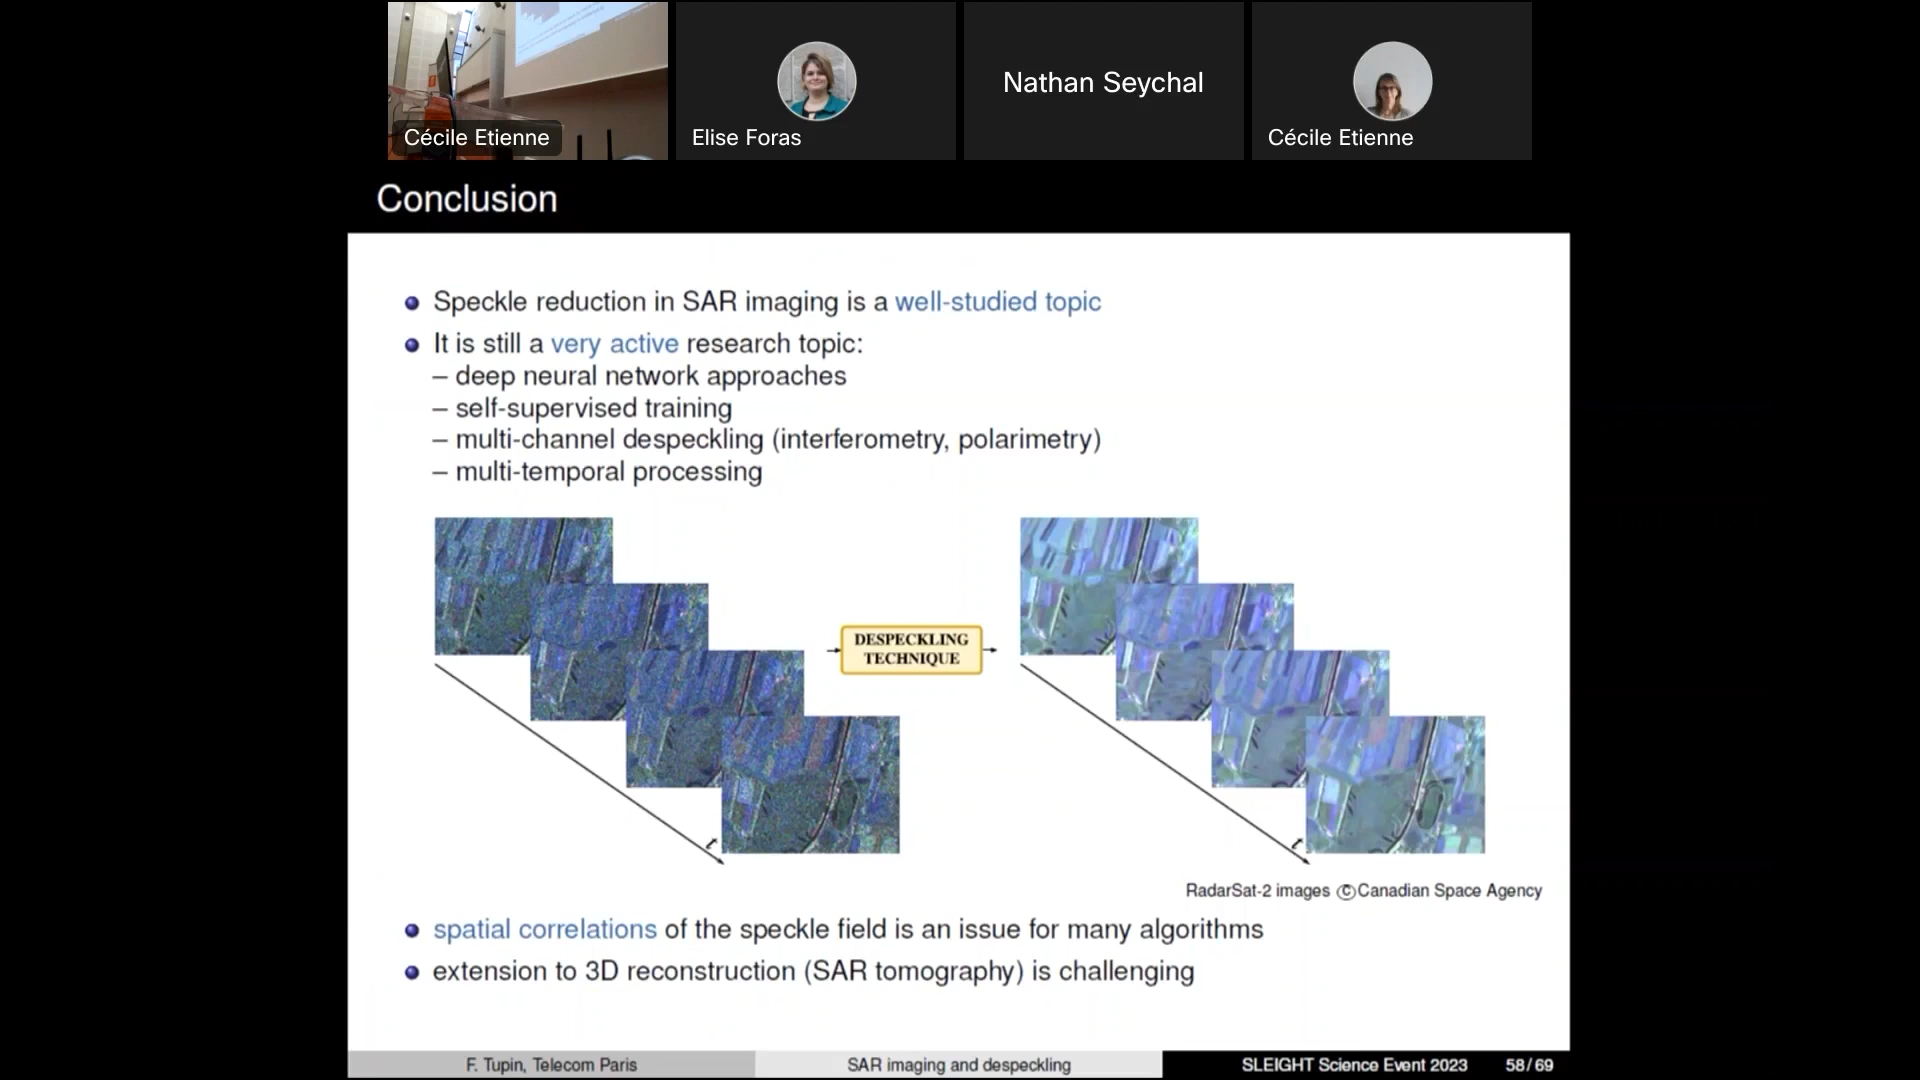 Cécile Etienne
Elise Foras
Nathan Seychal
Cécile Etienne
Conclusion
Speckle reduction in SAR imaging is a well-studied topic
It is still a very active research topic:
– deep neural network approaches
– self-supervised training
– multi-channel despeckling (interferometry, polarimetry)
– multi-temporal processing
DESPECKLING
TECHNIQUE
t
t
RadarSat-2 images ©Canadian Space Agency
spatial correlations of the speckle field is an issue for many algorithms
extension to 3D reconstruction (SAR tomography) is challenging
F. Tupin, Telecom Paris
SAR imaging and despeckling
SLEIGHT Science Event 2023
58/69